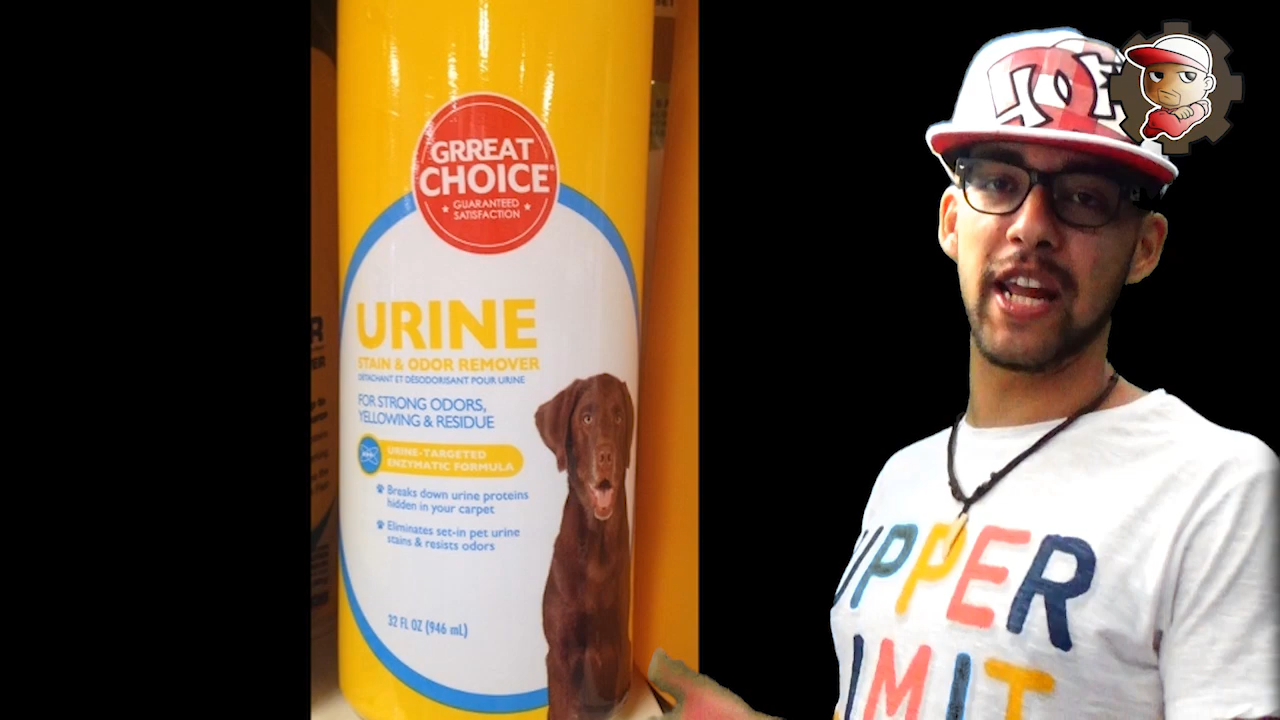 GRREAT
CHOICE
GUARANTEED
SATISFACTION
URINE
STAIN & ODOR REMOVER
DÉTACHANT ET DÉSODORISANT POUR URINE
FOR STRONG ODORS,
YELLOWING & RESIDUE
URINE-TARGETED
ENZYMATIC FORMULA
Breaks down urine proteins
hidden in your carpet
Eliminates set-in pet urine
stains & resists odors
32 FL OZ (946 mL)
UPPER
LIMIT